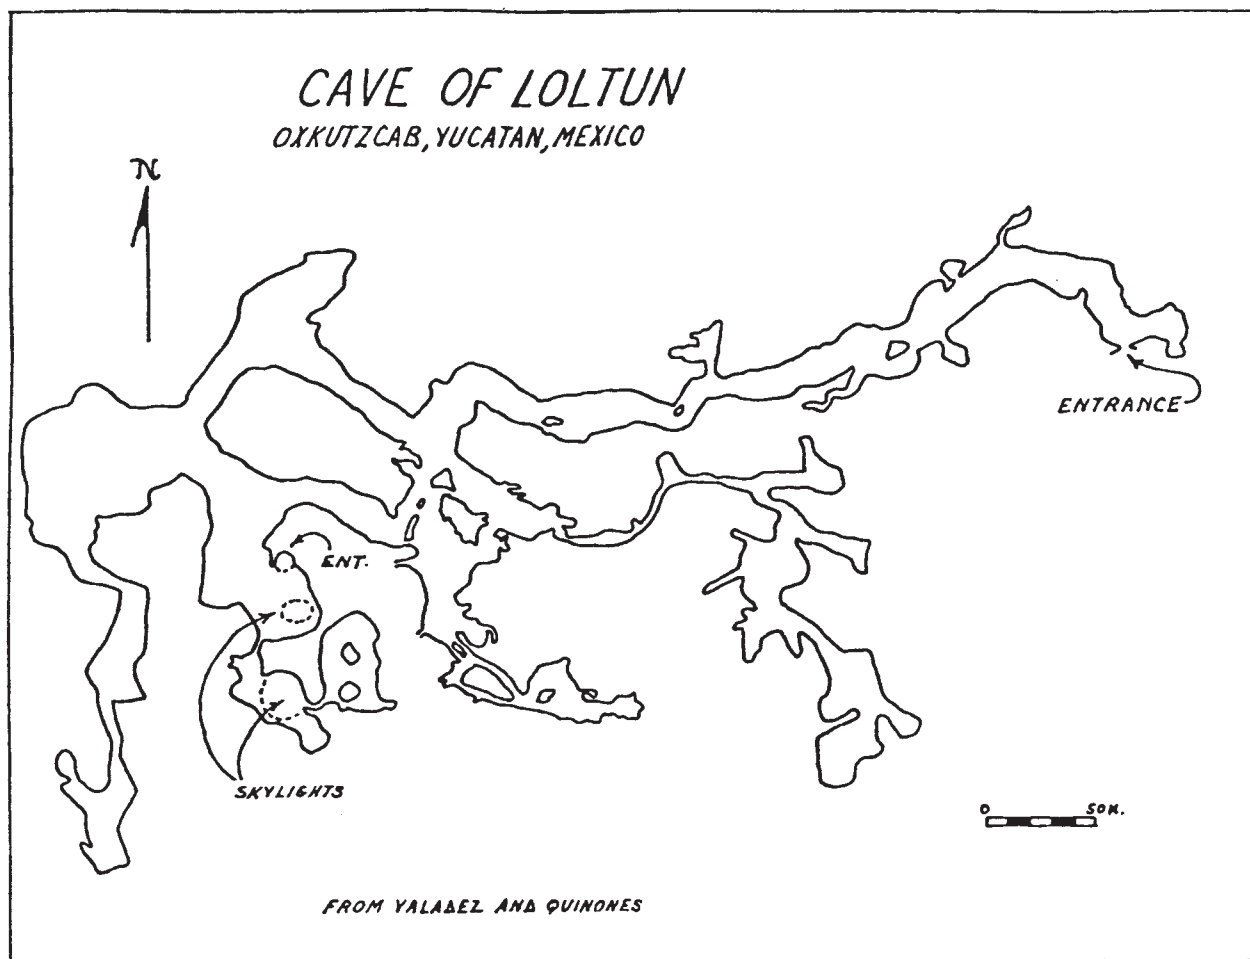 CAVE OF LOLTUN
OXKUTZCAB, YUCATAN, MEXICO
N
ENTRANCE
ENT.
SKYLIGHTS
0 50M.
FROM VALADEZ AND QUINONES